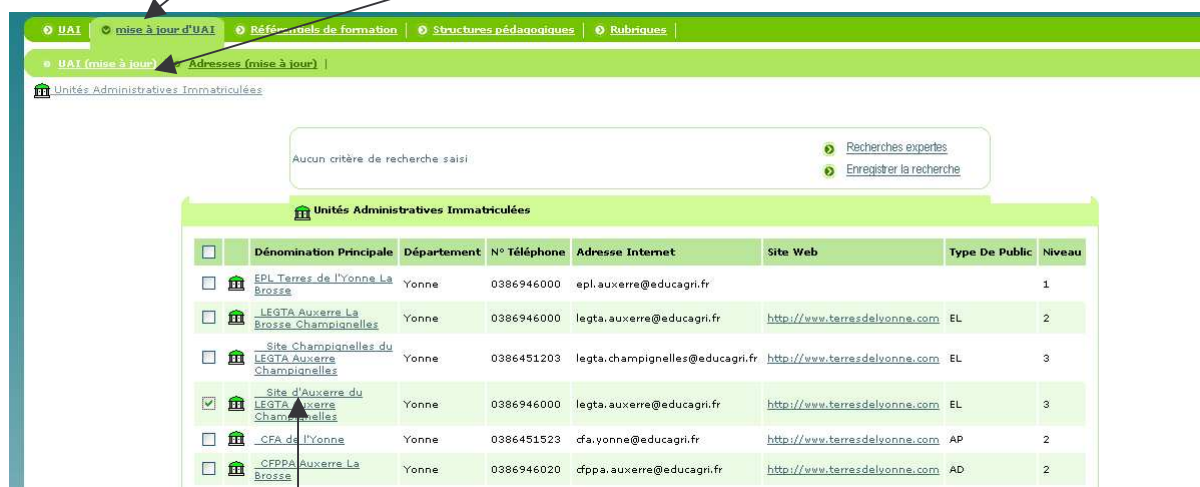 UAI mise à jour d'UAI Référentiels de formation | Structures pédagogiques | Rubriques |
UAI (mise à jour) Adresses (mise à jour) |
Unités Administratives Immatriculées
Aucun critère de recherche saisi
Recherches expertes
Enregistrer la recherche
Unités Administratives Immatriculées
Dénomination Principale Département N° Téléphone Adresse Internet Site Web Type De Public Niveau
EPL Terres de l'Yonne La Brosse Yonne 0386946000 epl.auxerre@educagri.fr 1
LEGTA Auxerre La Brosse Champignelles Yonne 0386946000 legta.auxerre@educagri.fr http://www.terresdelyonne.com EL 2
Site Champignelles du LEGTA Auxerre Champignelles Yonne 0386451203 legta.champignelles@educagri.fr http://www.terresdelyonne.com EL 3
Site d'Auxerre du LEGTA Auxerre Champignelles Yonne 0386946000 legta.auxerre@educagri.fr http://www.terresdelyonne.com EL 3
CFA de l'Yonne Yonne 0386451523 cfa.yonne@educagri.fr http://www.terresdelyonne.com AP 2
CFPPA Auxerre La Brosse Yonne 0386946020 cfppa.auxerre@educagri.fr http://www.terresdelyonne.com AD 2